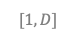 [1, D]